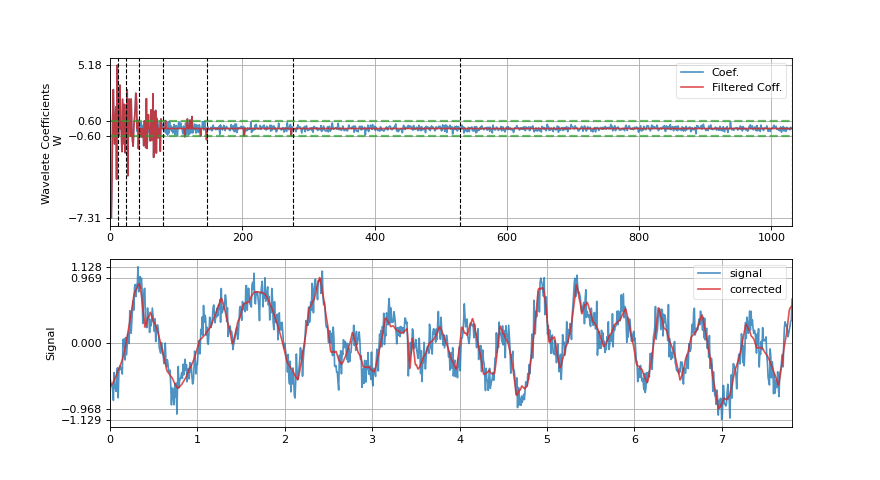 Wavelete Coefficients
W
5.18
0.60
−0.60
−7.31
Coef.
Filtered Coff.
0 200 400 600 800 1000
Signal
1.128
0.969
0.000
−0.968
−1.129
signal
corrected
0 1 2 3 4 5 6 7